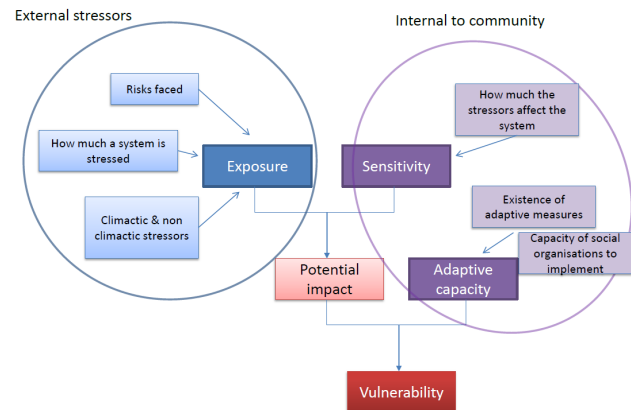 External stressors
Internal to community
Risks faced
How much the
stressors affect the
system
How much a system is
stressed
Exposure
Sensitivity
Climactic & non
climactic stressors
Existence of
adaptive measures
Capacity of social
organisations to
implement
Potential
impact
Adaptive
capacity
Vulnerability